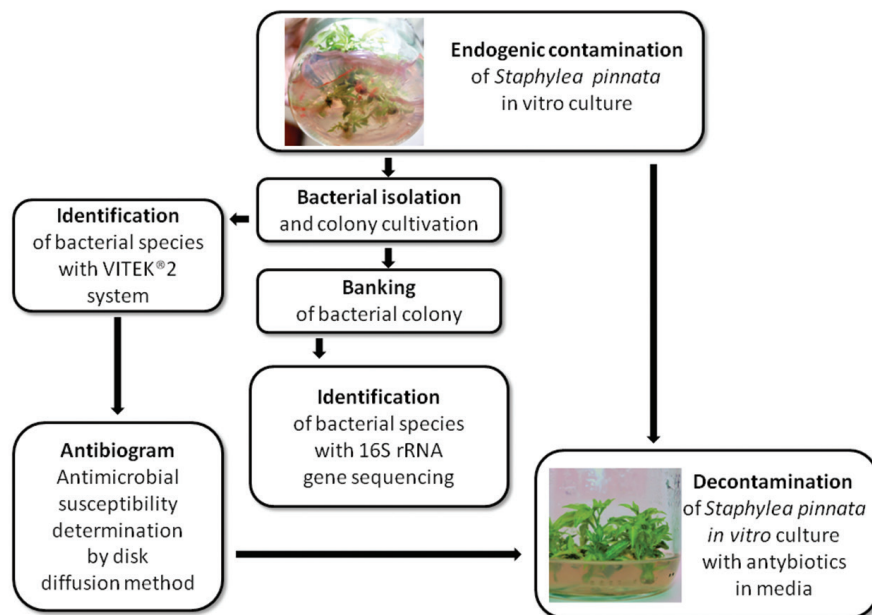 Endogenic contamination
of Staphylea pinnata
in vitro culture
Bacterial isolation
and colony cultivation
Identification
of bacterial species
with VITEK®2
system
Banking
of bacterial colony
Identification
of bacterial species
with 16S rRNA
gene sequencing
Antibiogram
Antimicrobial
susceptibility
determination
by disk
diffusion method
Decontamination
of Staphylea pinnata
in vitro culture
with antybiotics
in media